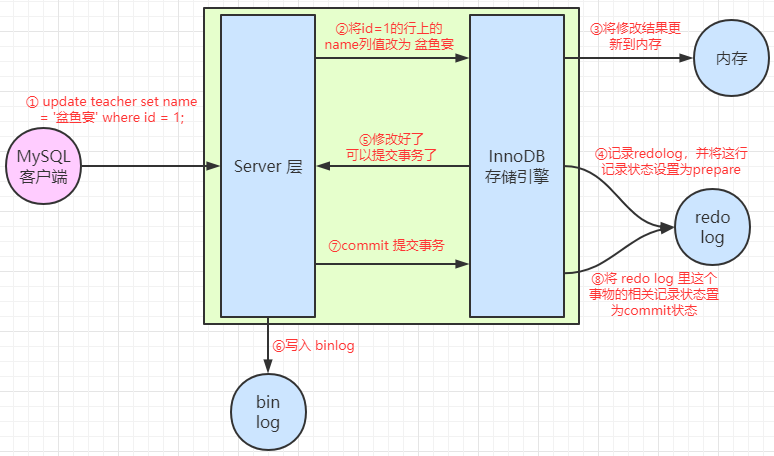 ① update teacher set name
= '盆鱼宴' where id = 1;
MySQL
客户端
Server 层
②将id=1的行上的
name列值改为 盆鱼宴
InnoDB
存储引擎
③将修改结果更
新到内存
内存
④记录redolog，并将这行
记录状态设置为prepare
redo
log
⑤修改好了
可以提交事务了
⑥写入 binlog
bin
log
⑦commit 提交事务
⑧将 redo log 里这个
事物的相关记录状态置
为commit状态